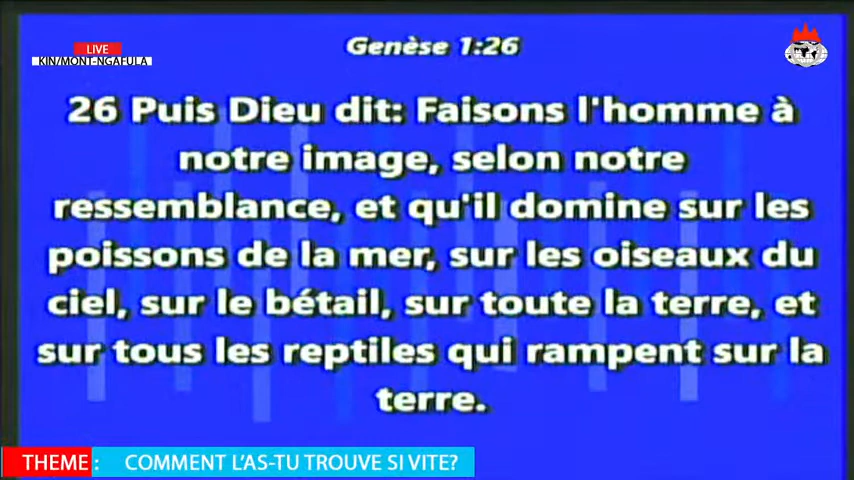 LIVE
KIN/MONT-NGAFULA
Genèse 1:26
26 Puis Dieu dit: Faisons l'homme à
notre image, selon notre
ressemblance, et qu'il domine sur les
poissons de la mer, sur les oiseaux du
ciel, sur le bétail, sur toute la terre, et
sur tous les reptiles qui rampent sur la
terre.
THEME : COMMENT L'AS-TU TROUVE SI VITE?